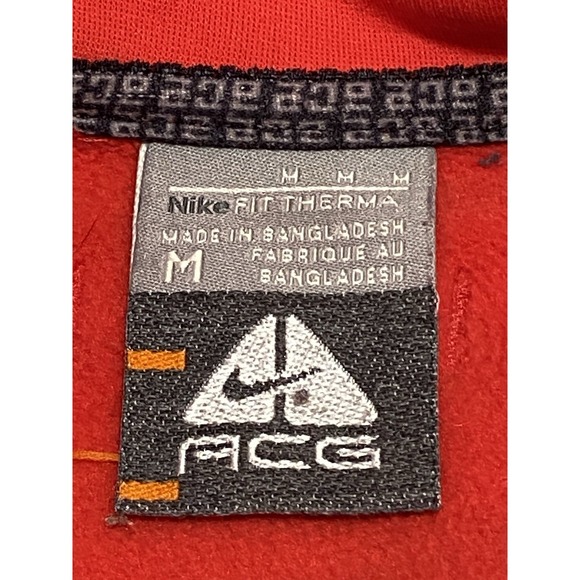 M M M
Nike FIT THERMA
MADE IN BANGLADESH
M FABRIQUE AU
BANGLADESH
ACG